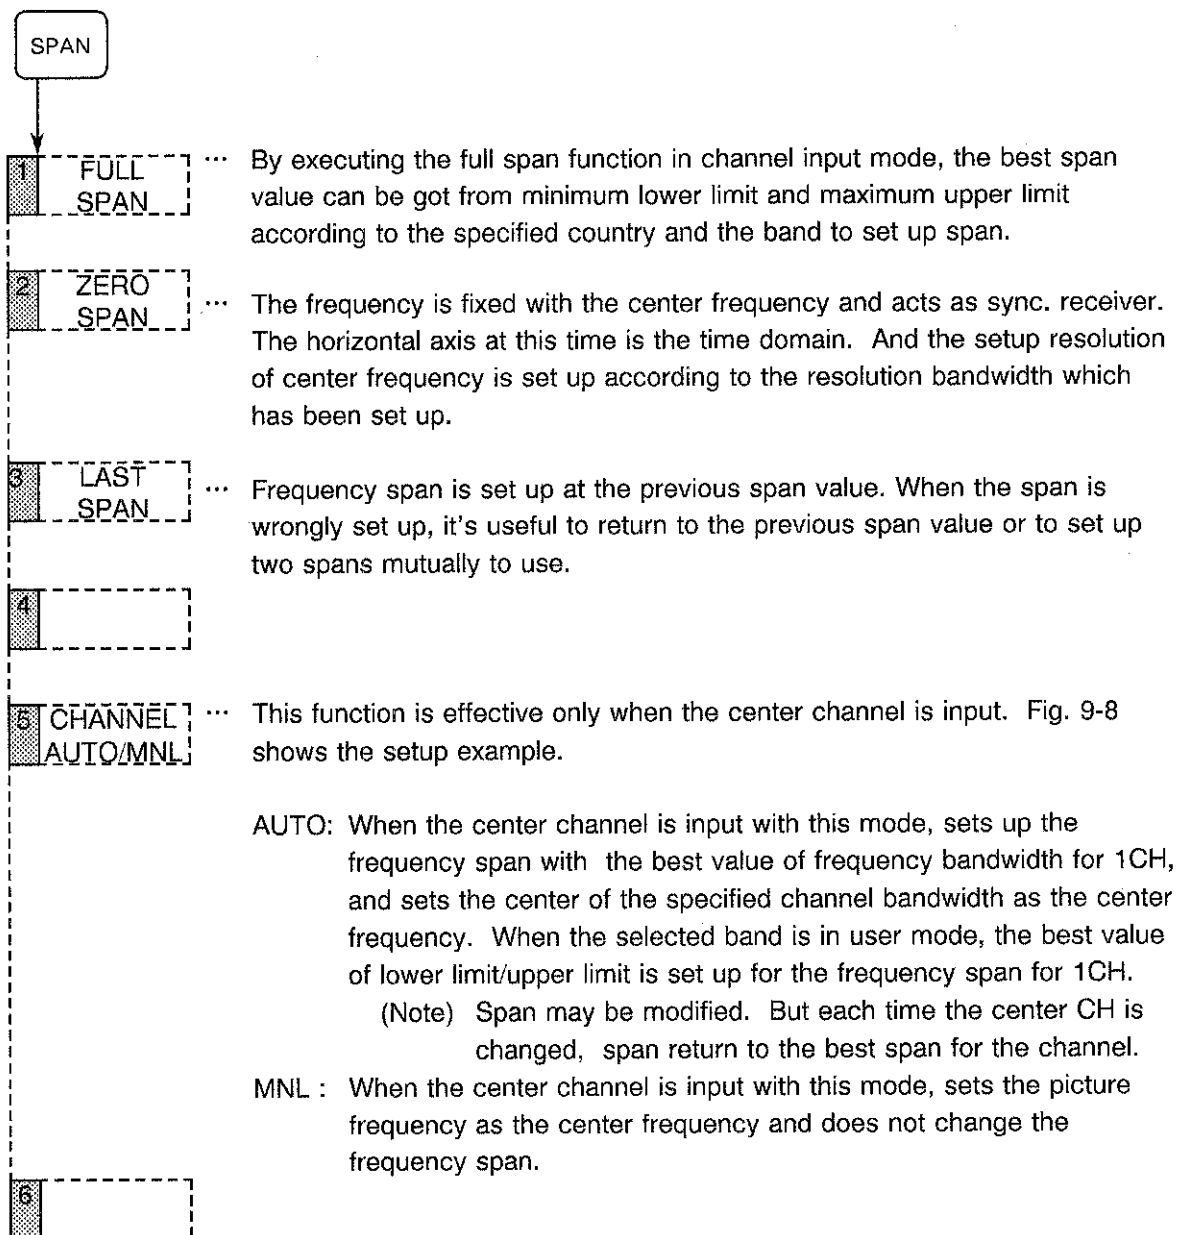 SPAN
1 FULL SPAN ··· By executing the full span function in channel input mode, the best span
value can be got from minimum lower limit and maximum upper limit
according to the specified country and the band to set up span.
2 ZERO SPAN ··· The frequency is fixed with the center frequency and acts as sync. receiver.
The horizontal axis at this time is the time domain. And the setup resolution
of center frequency is set up according to the resolution bandwidth which
has been set up.
3 LAST SPAN ··· Frequency span is set up at the previous span value. When the span is
wrongly set up, it's useful to return to the previous span value or to set up
two spans mutually to use.
4
5 CHANNEL AUTO/MNL ··· This function is effective only when the center channel is input. Fig. 9-8
shows the setup example.
AUTO: When the center channel is input with this mode, sets up the
frequency span with the best value of frequency bandwidth for 1CH,
and sets the center of the specified channel bandwidth as the center
frequency. When the selected band is in user mode, the best value
of lower limit/upper limit is set up for the frequency span for 1CH.
(Note) Span may be modified. But each time the center CH is
changed, span return to the best span for the channel.
MNL : When the center channel is input with this mode, sets the picture
frequency as the center frequency and does not change the
frequency span.
6